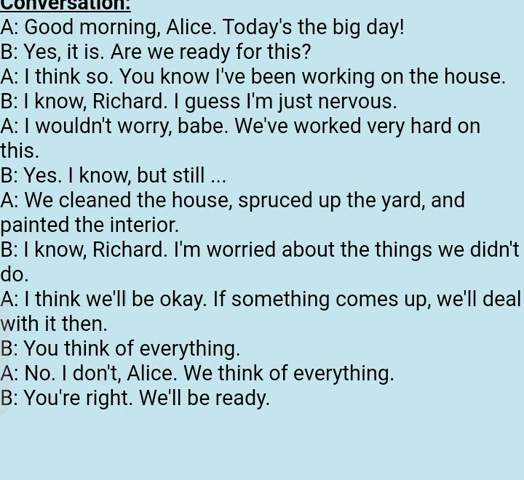 Conversation:
A: Good morning, Alice. Today's the big day!
B: Yes, it is. Are we ready for this?
A: I think so. You know I've been working on the house.
B: I know, Richard. I guess I'm just nervous.
A: I wouldn't worry, babe. We've worked very hard on
this.
B: Yes. I know, but still ...
A: We cleaned the house, spruced up the yard, and
painted the interior.
B: I know, Richard. I'm worried about the things we didn't
do.
A: I think we'll be okay. If something comes up, we'll deal
with it then.
B: You think of everything.
A: No. I don't, Alice. We think of everything.
B: You're right. We'll be ready.